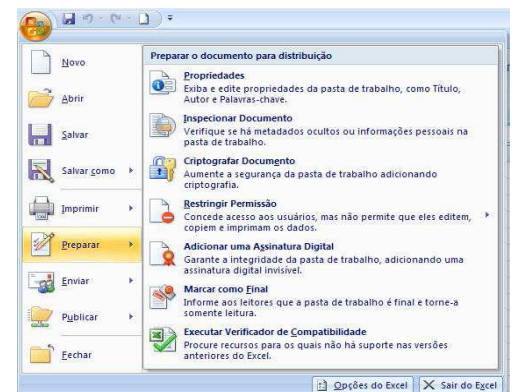 Novo
Abrir
Salvar
Salvar como
Imprimir
Preparar
Enviar
Publicar
Fechar
Preparar o documento para distribuição
Propriedades
Exiba e edite propriedades da pasta de trabalho, como Título,
Autor e Palavras-chave.
Inspecionar Documento
Verifique se há metadados ocultos ou informações pessoais na
pasta de trabalho.
Criptografar Documento
Aumente a segurança da pasta de trabalho adicionando
criptografia.
Restringir Permissão
Concede acesso aos usuários, mas não permite que eles editem,
copiem e imprimam os dados.
Adicionar uma Assinatura Digital
Garante a integridade da pasta de trabalho, adicionando uma
assinatura digital invisível.
Marcar como Final
Informe aos leitores que a pasta de trabalho é final e torne-a
somente leitura.
Executar Verificador de Compatibilidade
Procure recursos para os quais não há suporte nas versões
anteriores do Excel.
Opções do Excel
Sair do Excel